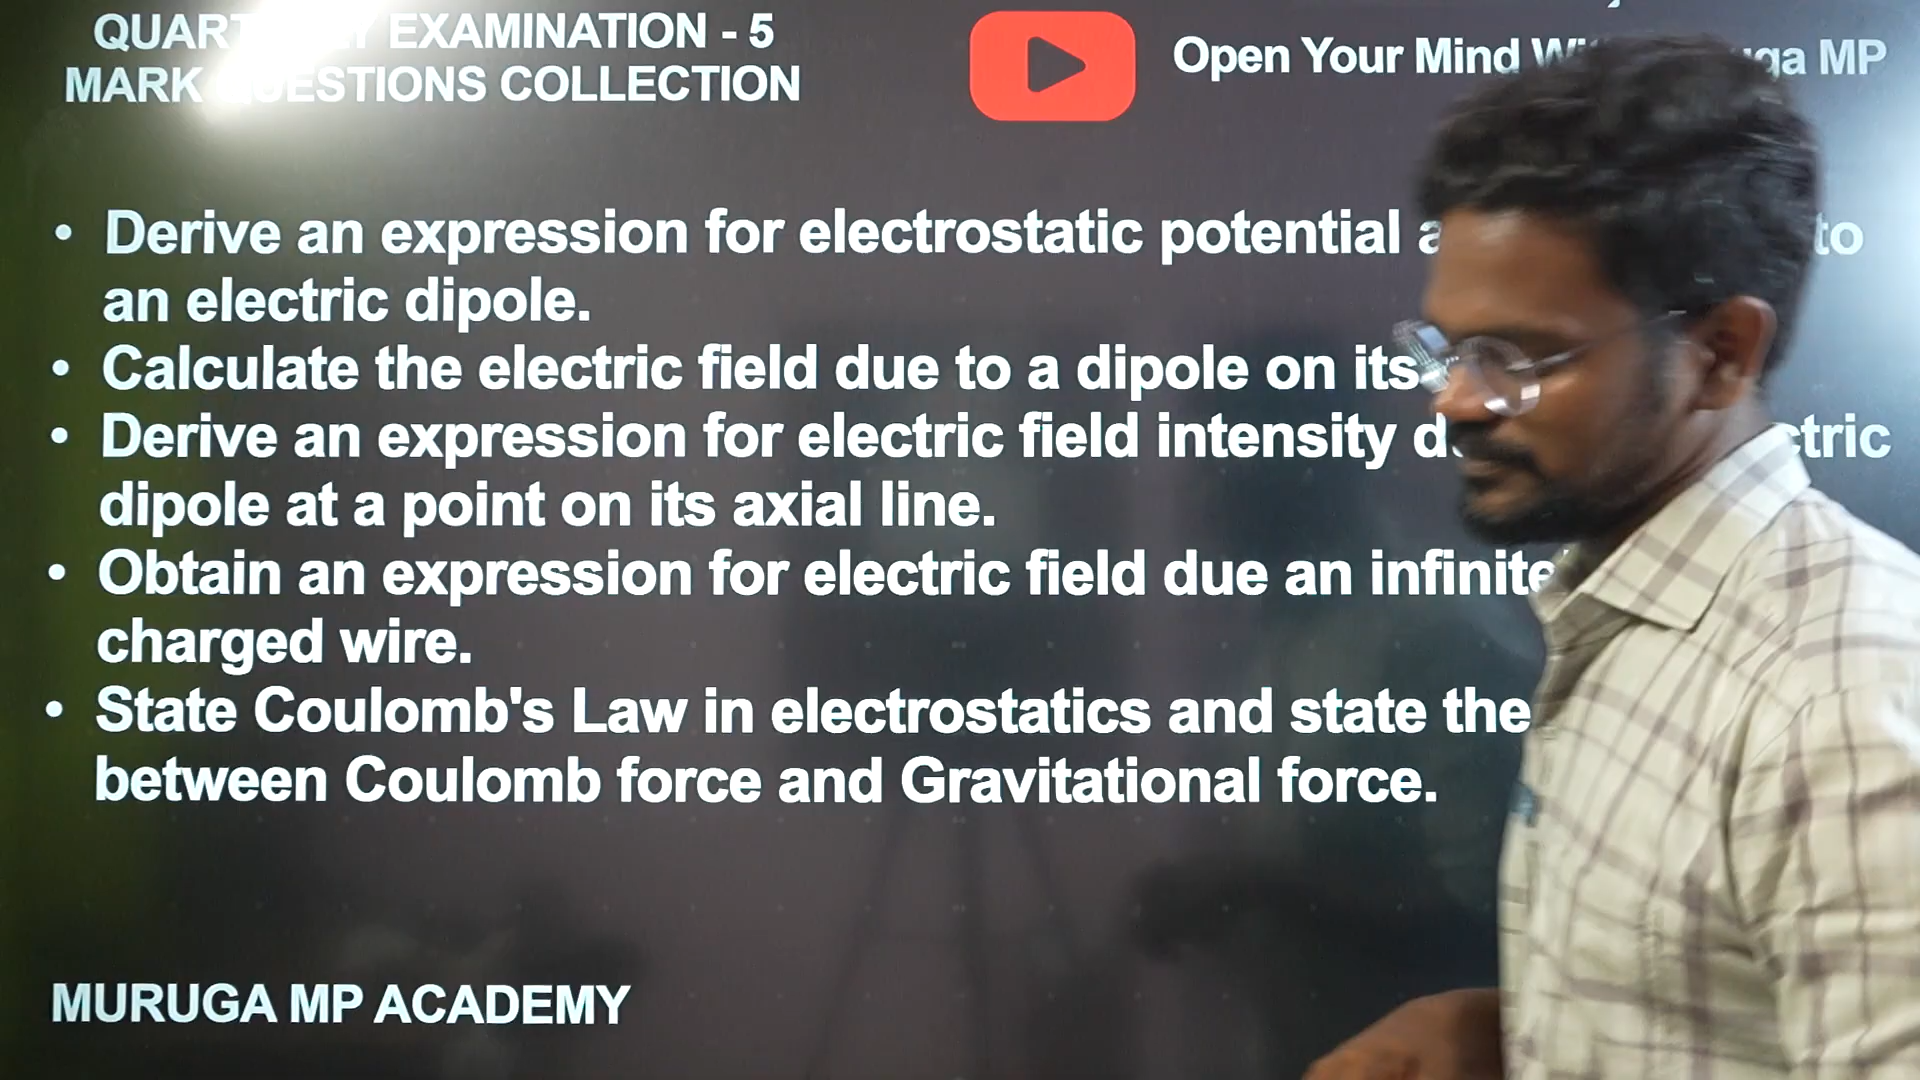 EXAMINATION - 5
MARK QUESTIONS COLLECTION
Open Your Mind MP
Derive an expression for electrostatic potential to
an electric dipole.
Calculate the electric field due to a dipole on its
Derive an expression for electric field intensity
dipole at a point on its axial line.
Obtain an expression for electric field due an infinite
charged wire.
State Coulomb's Law in electrostatics and state the
between Coulomb force and Gravitational force.
MURUGA MP ACADEMY